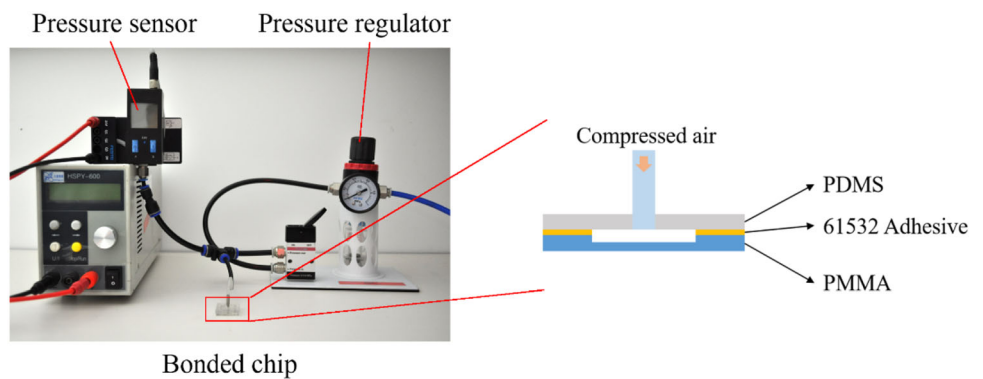 Pressure sensor
Pressure regulator
HSPY-600
Compressed air
PDMS
61532 Adhesive
PMMA
Bonded chip